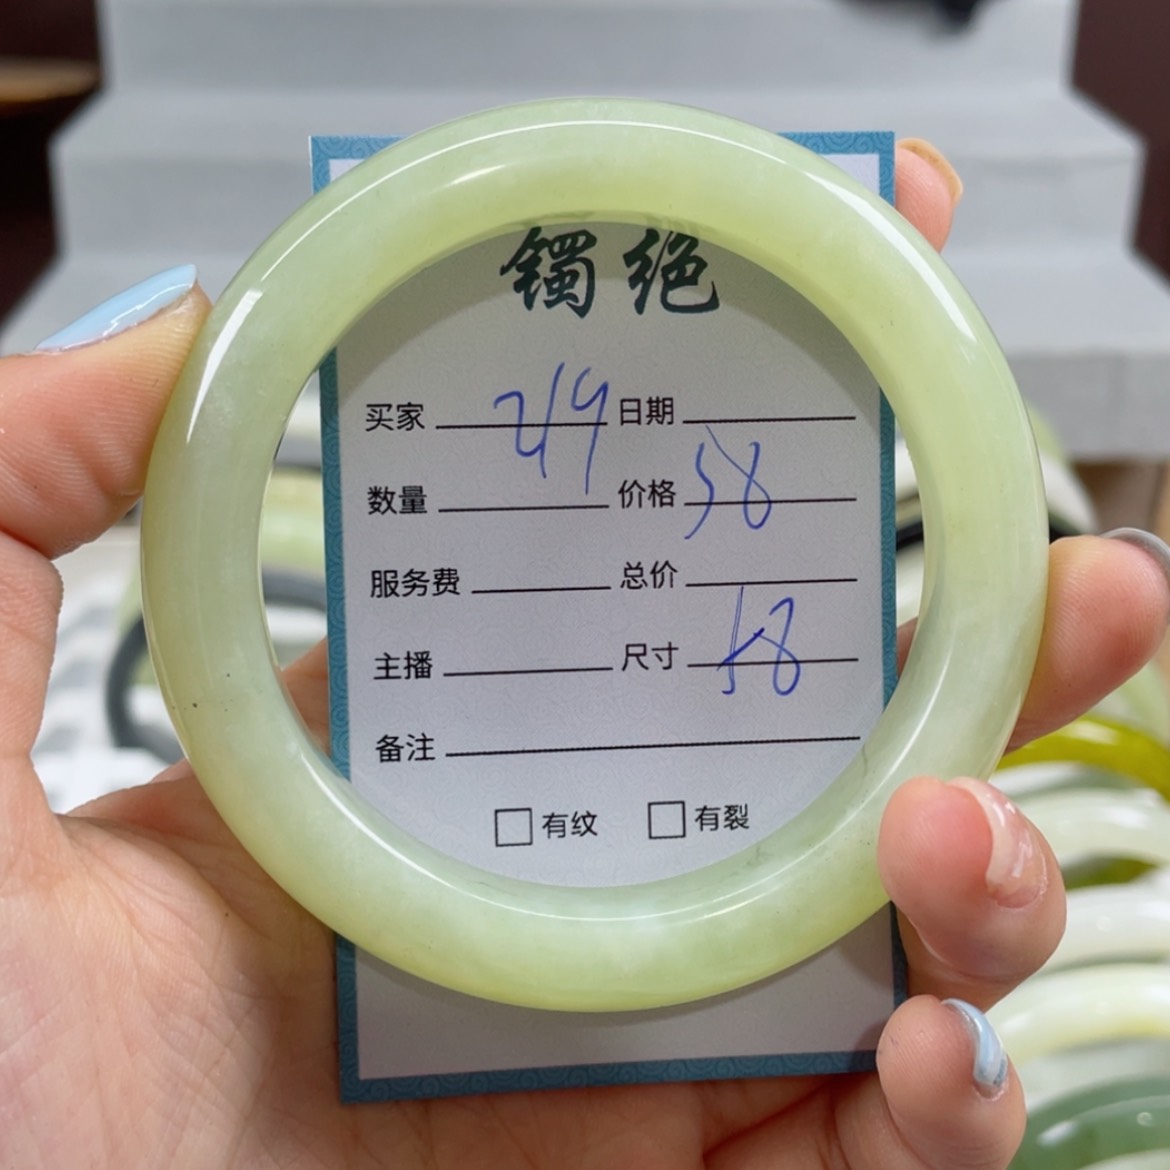 镯绝
买家 219 日期
数量 价格 58
服务费 总价
主播 尺寸 58
备注
□有纹 □有裂